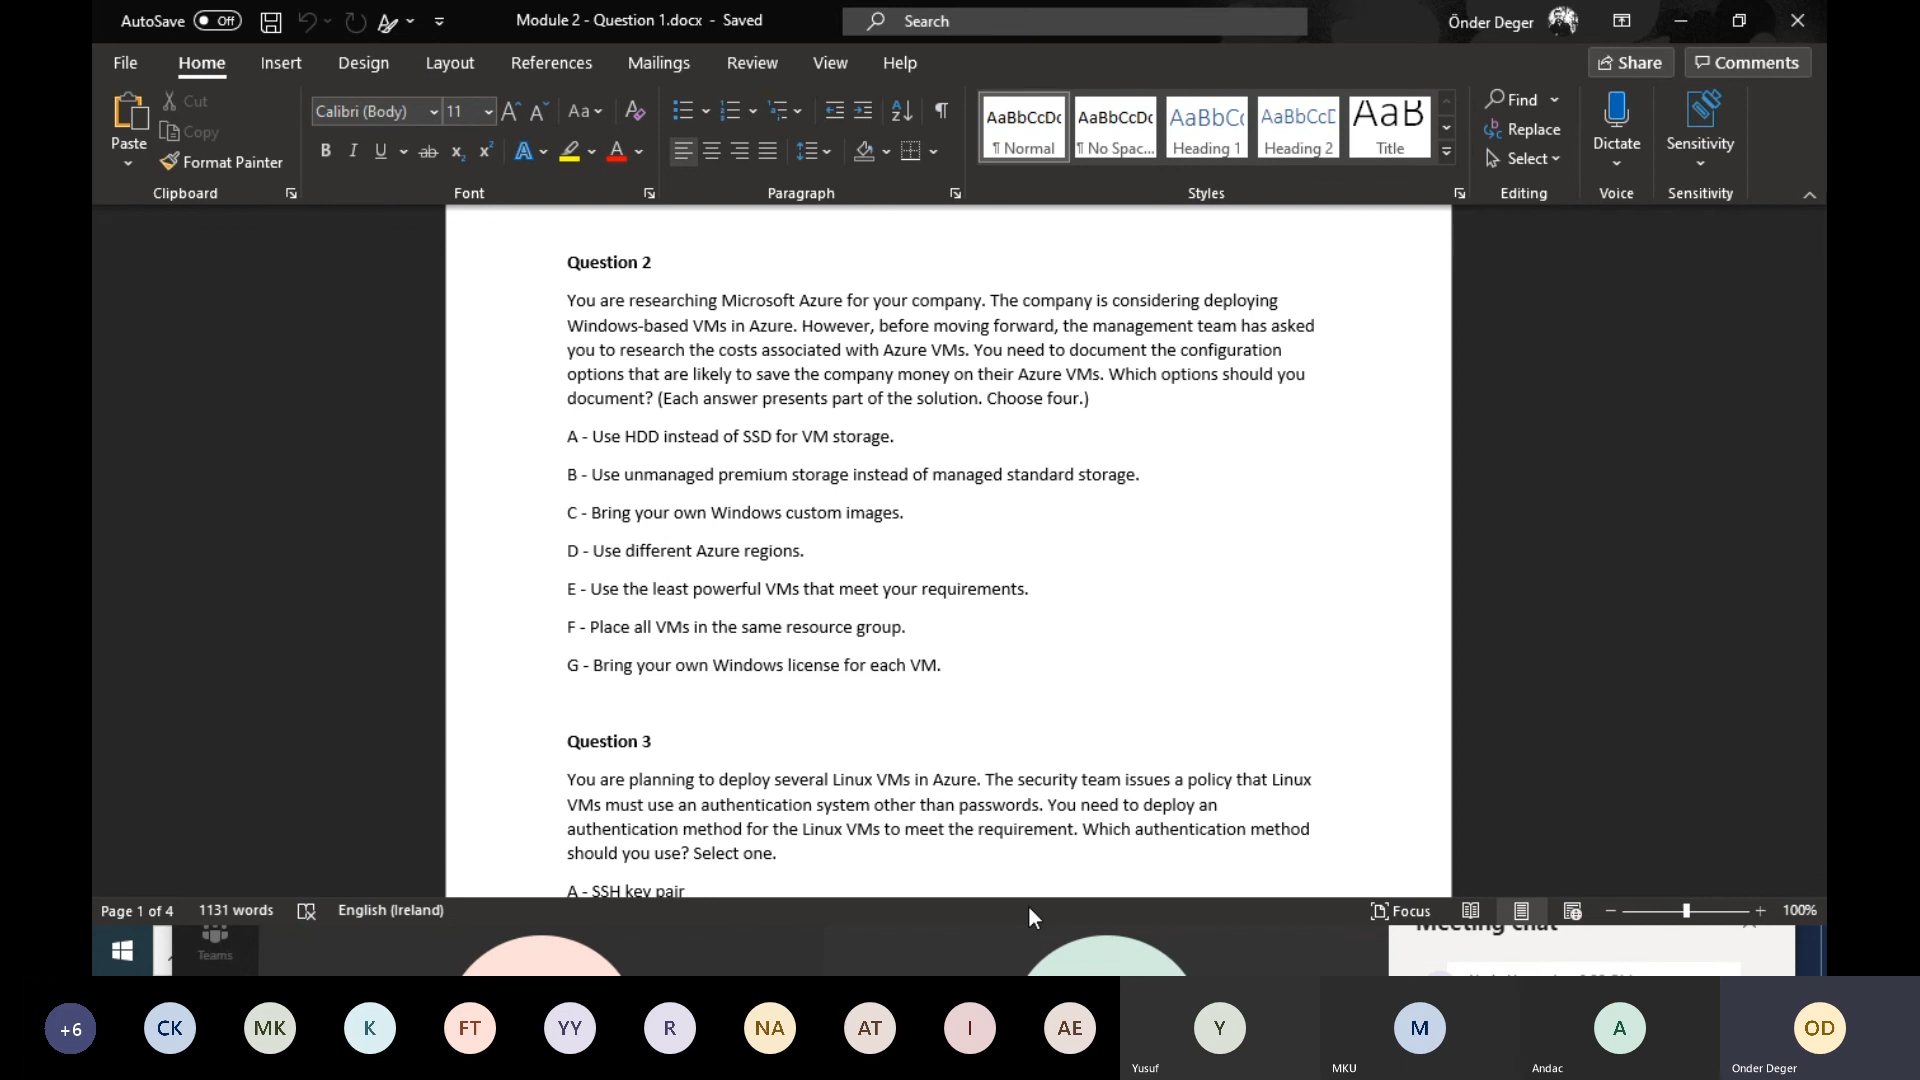 AutoSave Off Module 2 - Question 1.docx - Saved Search Önder Deger
File Home Insert Design Layout References Mailings Review View Help Share Comments
Paste Cut Copy Format Painter
Calibri (Body) 11 Aa
B I U ab x₂ x² A A
AaBbCcDc AaBbCcDc AaBbC AaBbCcD AaB
¶ Normal ¶ No Spac... Heading 1 Heading 2 Title
Find Replace Select
Dictate Sensitivity
Clipboard Font Paragraph Styles Editing Voice Sensitivity
Question 2
You are researching Microsoft Azure for your company. The company is considering deploying
Windows-based VMs in Azure. However, before moving forward, the management team has asked
you to research the costs associated with Azure VMs. You need to document the configuration
options that are likely to save the company money on their Azure VMs. Which options should you
document? (Each answer presents part of the solution. Choose four.)
A - Use HDD instead of SSD for VM storage.
B - Use unmanaged premium storage instead of managed standard storage.
C - Bring your own Windows custom images.
D - Use different Azure regions.
E - Use the least powerful VMs that meet your requirements.
F - Place all VMs in the same resource group.
G - Bring your own Windows license for each VM.
Question 3
You are planning to deploy several Linux VMs in Azure. The security team issues a policy that Linux
VMs must use an authentication system other than passwords. You need to deploy an
authentication method for the Linux VMs to meet the requirement. Which authentication method
should you use? Select one.
A - SSH key pair
Page 1 of 4 1131 words English (Ireland) Focus 100%
Teams Meeting chat
+6 CK MK K FT YY R NA AT I AE Y M A OD
Yusuf MKU Andac Onder Deger